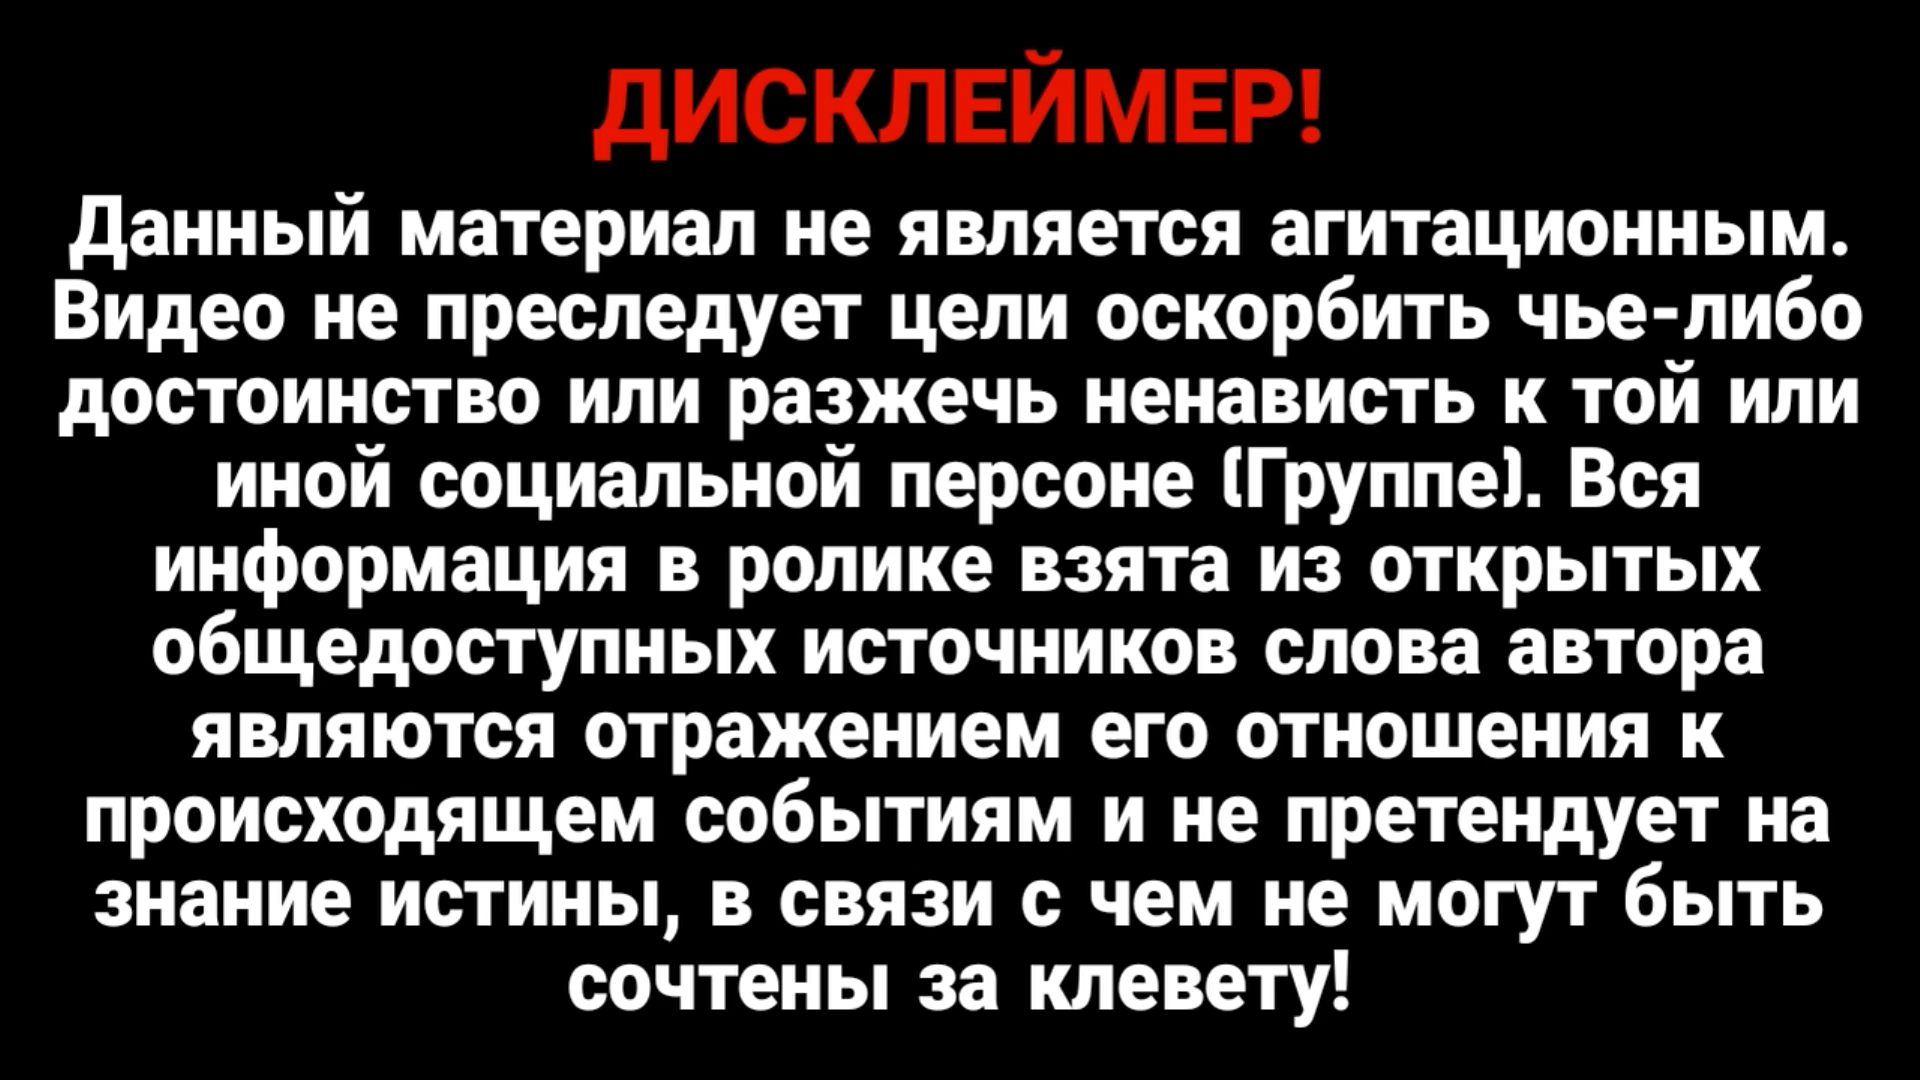 ДИСКЛЕЙМЕР!
Данный материал не является агитационным.
Видео не преследует цели оскорбить чье-либо
достоинство или разжечь ненависть к той или
иной социальной персоне (Группе). Вся
информация в ролике взята из открытых
общедоступных источников слова автора
являются отражением его отношения к
происходящем событиям и не претендует на
знание истины, в связи с чем не могут быть
сочтены за клевету!